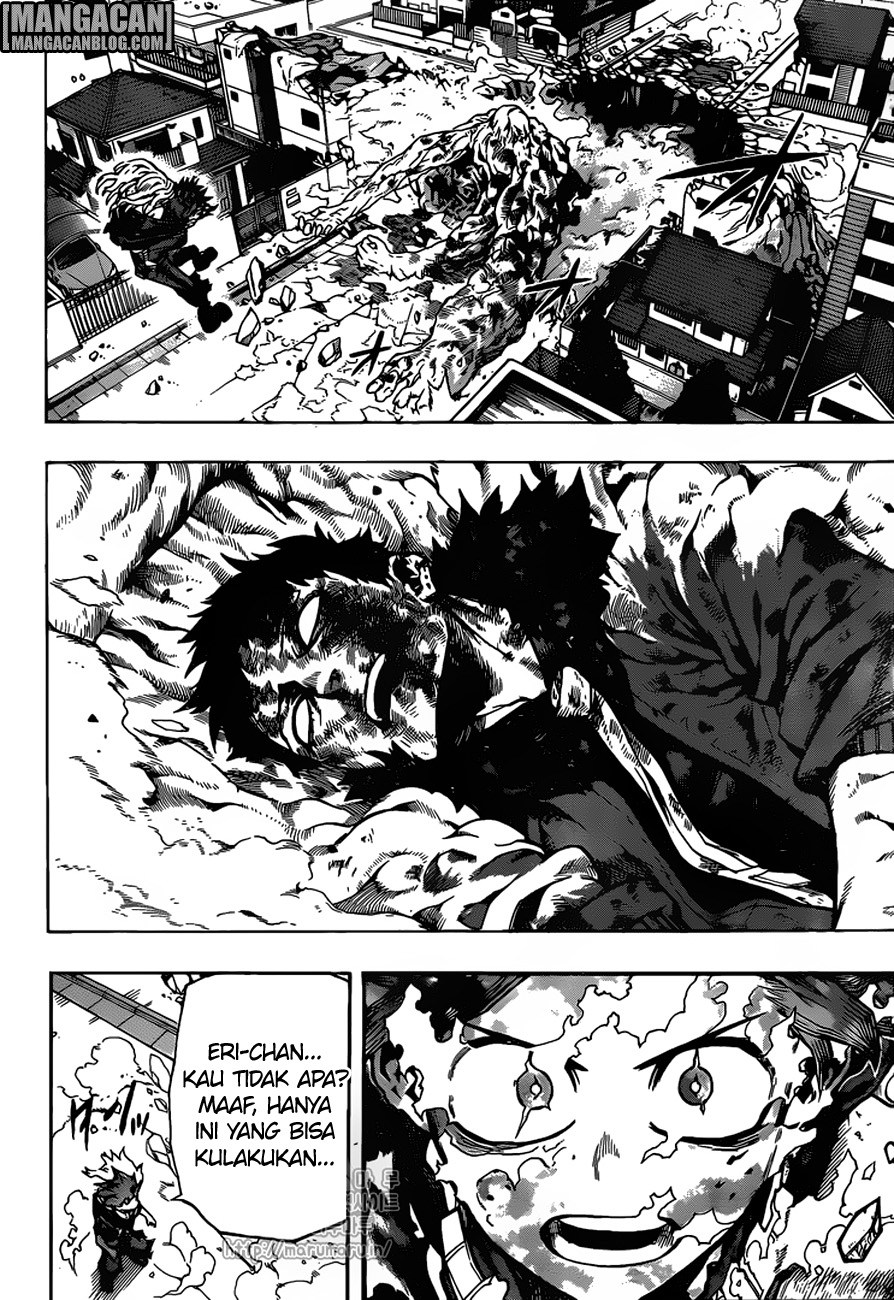 MANGACAN
MANGACANBLOG.COM
ERI-CHAN...
KAU TIDAK APA?
MAAF, HANYA
INI YANG BISA
KULAKUKAN...
http://marumaru.in/